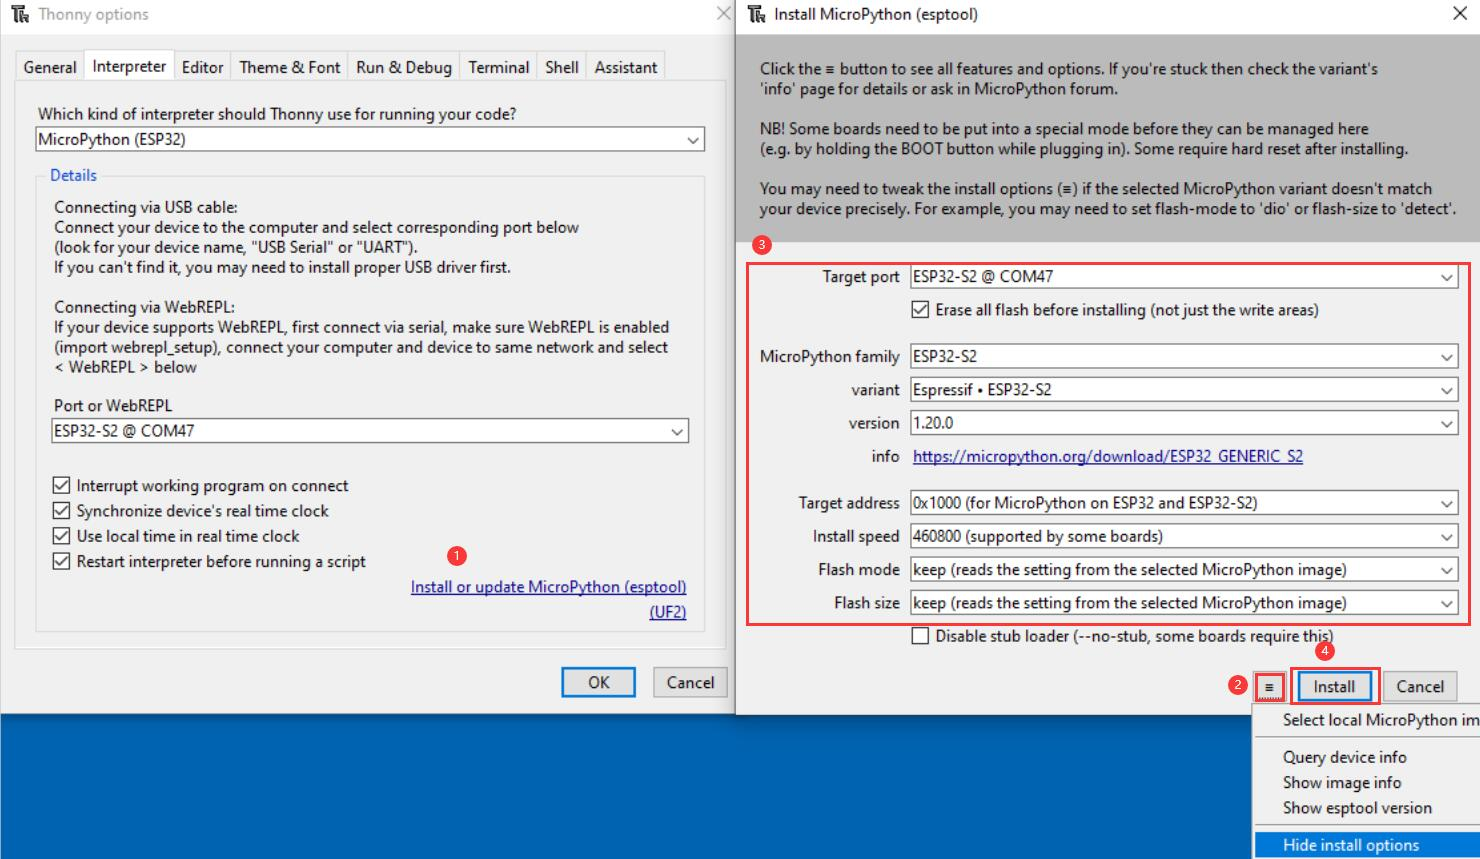 Thonny options
General Interpreter Editor Theme & Font Run & Debug Terminal Shell Assistant
Which kind of interpreter should Thonny use for running your code?
MicroPython (ESP32)
Details
Connecting via USB cable:
Connect your device to the computer and select corresponding port below
(look for your device name, "USB Serial" or "UART").
If you can't find it, you may need to install proper USB driver first.
Connecting via WebREPL:
If your device supports WebREPL, first connect via serial, make sure WebREPL is enabled
(import webrepl_setup), connect your computer and device to same network and select
< WebREPL > below
Port or WebREPL
ESP32-S2 @ COM47
Interrupt working program on connect
Synchronize device's real time clock
Use local time in real time clock
Restart interpreter before running a script
1
Install or update MicroPython (esptool)
(UF2)
OK Cancel
Install MicroPython (esptool)
Click the ≡ button to see all features and options. If you're stuck then check the variant's
'info' page for details or ask in MicroPython forum.
NB! Some boards need to be put into a special mode before they can be managed here
(e.g. by holding the BOOT button while plugging in). Some require hard reset after installing.
You may need to tweak the install options (≡) if the selected MicroPython variant doesn't match
your device precisely. For example, you may need to set flash-mode to 'dio' or flash-size to 'detect'.
3
Target port ESP32-S2 @ COM47
Erase all flash before installing (not just the write areas)
MicroPython family ESP32-S2
variant Espressif • ESP32-S2
version 1.20.0
info https://micropython.org/download/ESP32_GENERIC_S2
Target address 0x1000 (for MicroPython on ESP32 and ESP32-S2)
Install speed 460800 (supported by some boards)
Flash mode keep (reads the setting from the selected MicroPython image)
Flash size keep (reads the setting from the selected MicroPython image)
Disable stub loader (--no-stub, some boards require this)
4
2 ≡ Install Cancel
Select local MicroPython im
Query device info
Show image info
Show esptool version
Hide install options